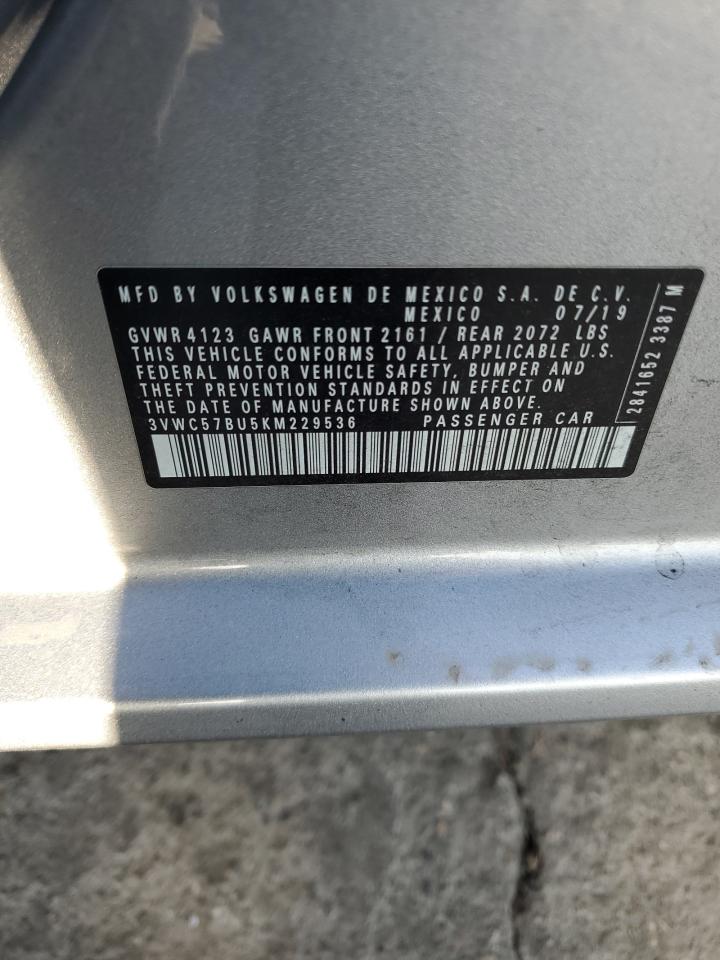 MFD BY VOLKSWAGEN DE MEXICO S.A. DE C.V.
MEXICO 07/19
GVWR 4123 GAWR FRONT 2161 / REAR 2072 LBS
THIS VEHICLE CONFORMS TO ALL APPLICABLE U.S.
FEDERAL MOTOR VEHICLE SAFETY, BUMPER AND
THEFT PREVENTION STANDARDS IN EFFECT ON
THE DATE OF MANUFACTURE SHOWN ABOVE.
3VWC57BU5KM229536 PASSENGER CAR
2841652 3387 M